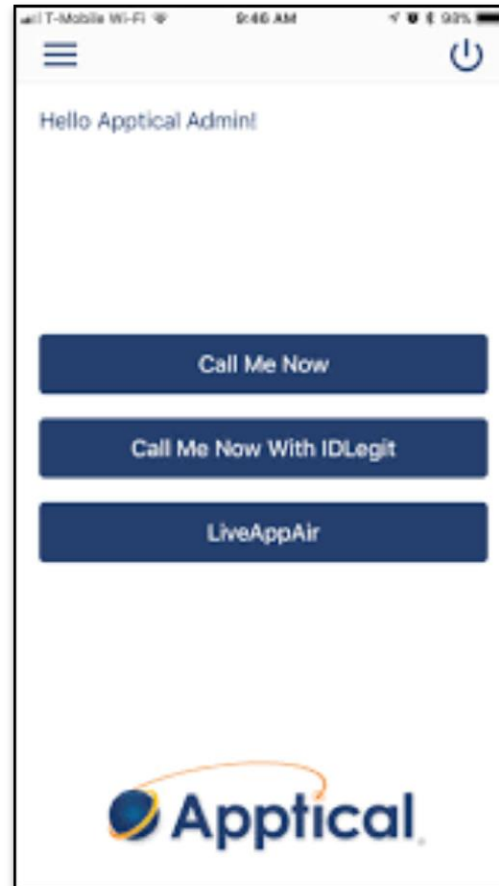 T-Mobile Wi-Fi 9:46 AM 93%
Hello Apptical Admin!
Call Me Now
Call Me Now With IDLegit
LiveAppAir
Apptical